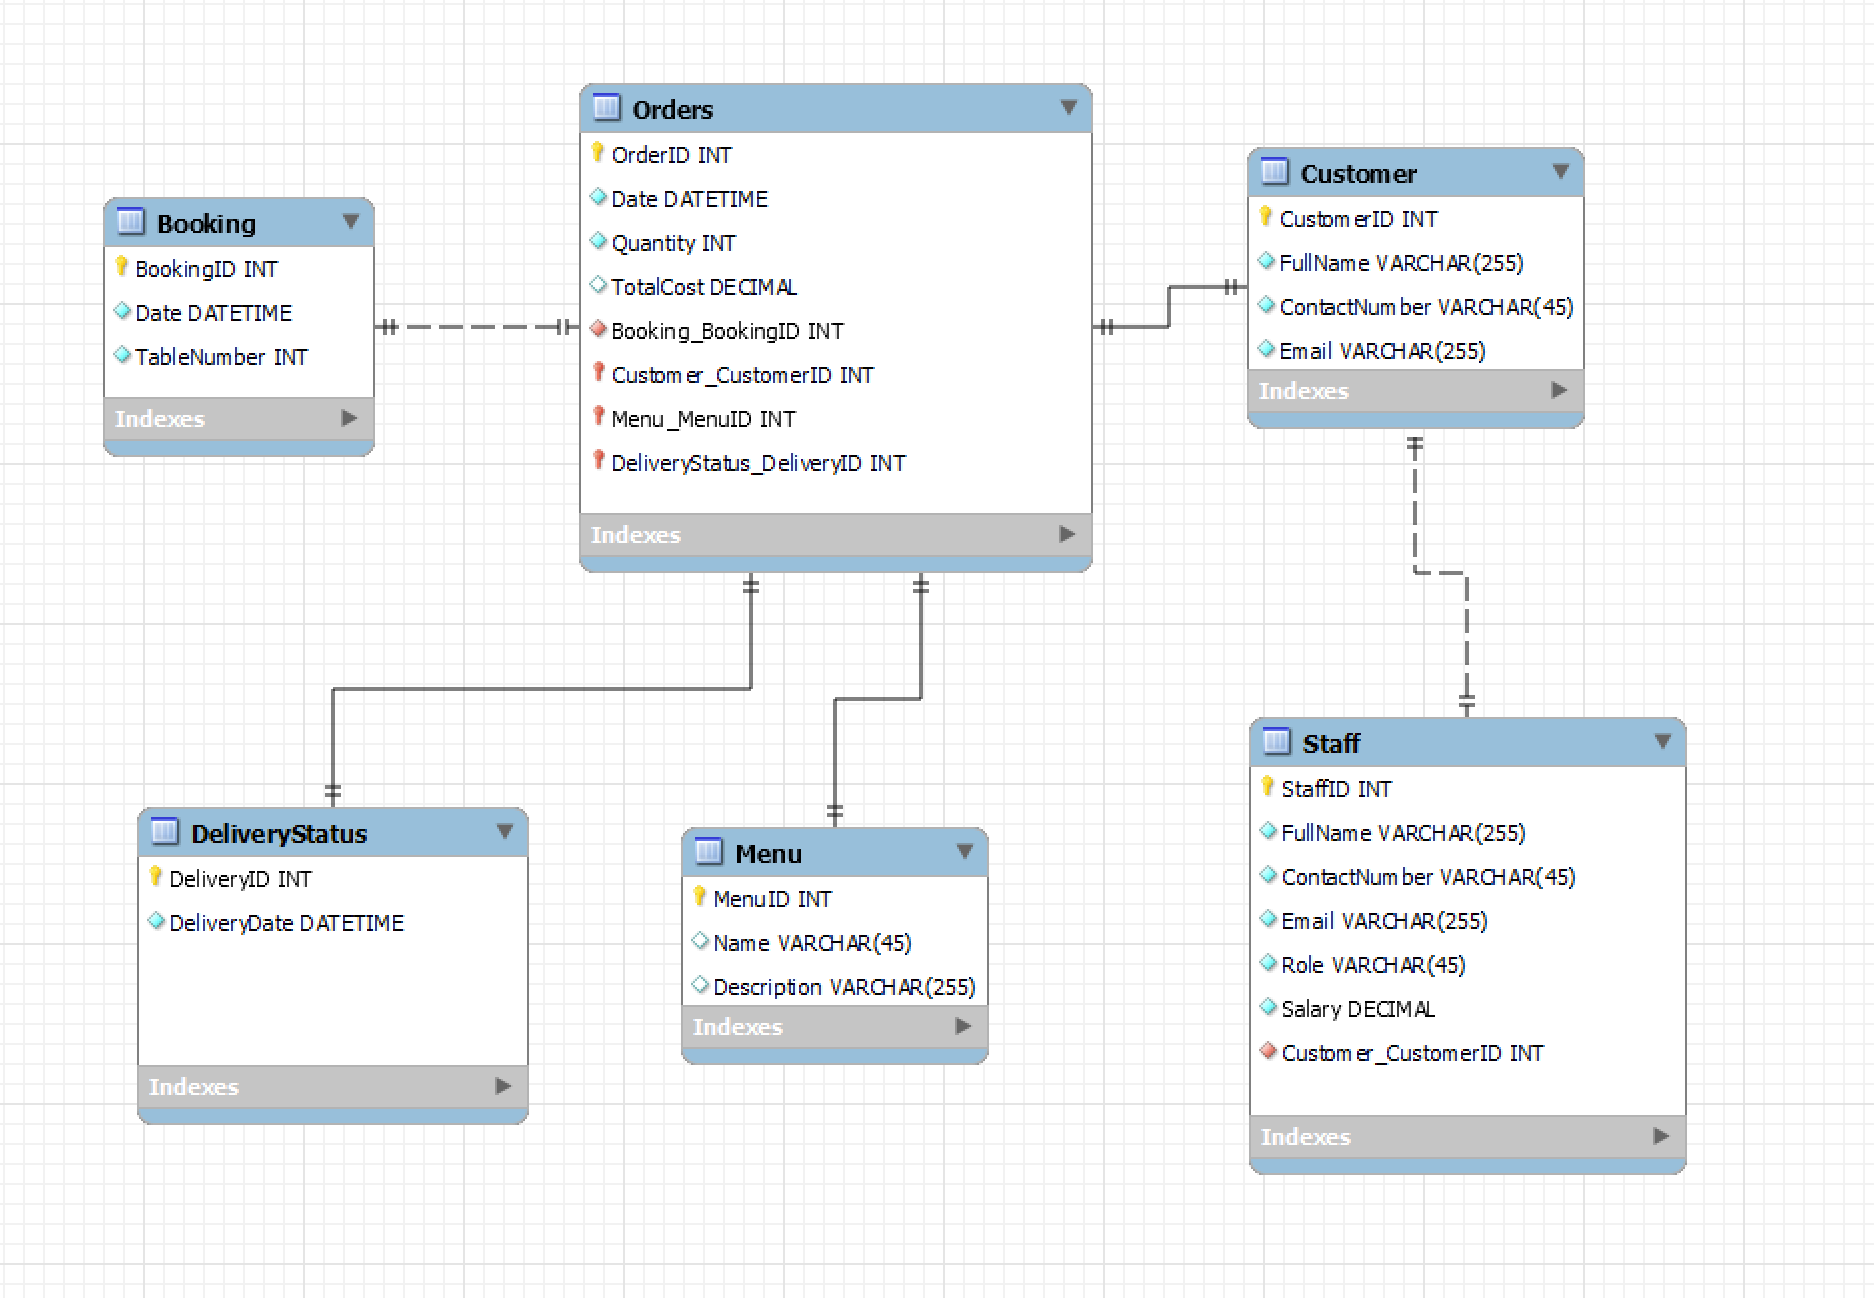 Orders
OrderID INT
Date DATETIME
Quantity INT
TotalCost DECIMAL
Booking_BookingID INT
Customer_CustomerID INT
Menu_MenuID INT
DeliveryStatus_DeliveryID INT
Indexes
Customer
CustomerID INT
FullName VARCHAR(255)
ContactNumber VARCHAR(45)
Email VARCHAR(255)
Indexes
Booking
BookingID INT
Date DATETIME
TableNumber INT
Indexes
Staff
StaffID INT
FullName VARCHAR(255)
ContactNumber VARCHAR(45)
Email VARCHAR(255)
Role VARCHAR(45)
Salary DECIMAL
Customer_CustomerID INT
Indexes
DeliveryStatus
DeliveryID INT
DeliveryDate DATETIME
Indexes
Menu
MenuID INT
Name VARCHAR(45)
Description VARCHAR(255)
Indexes